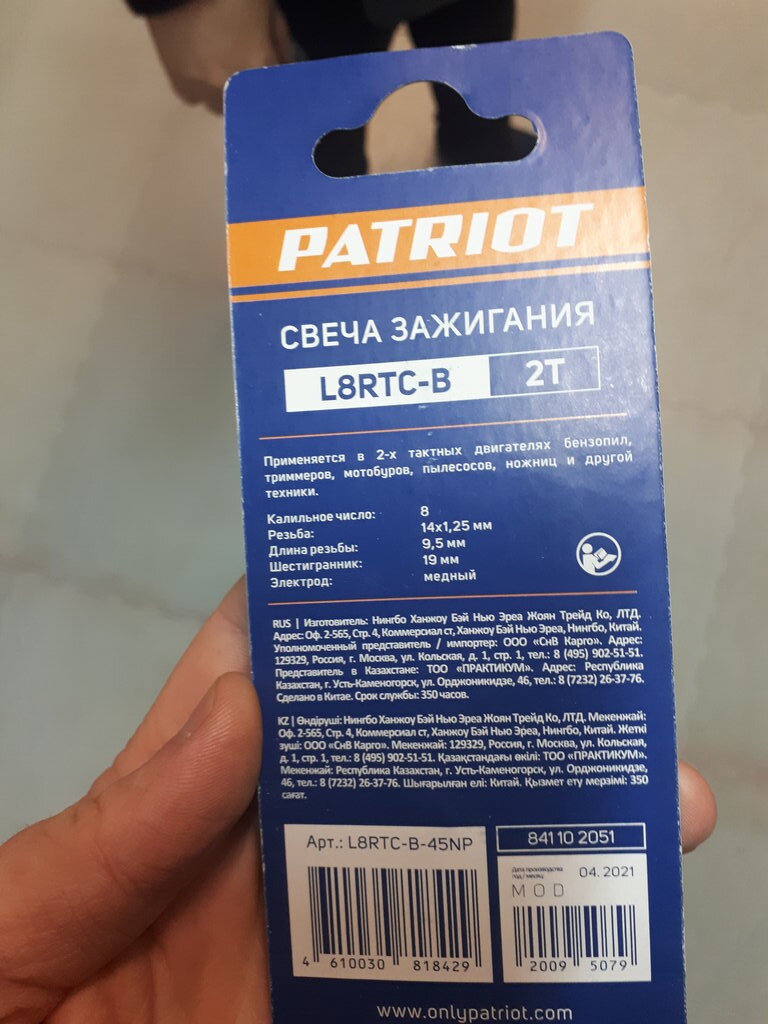 PATRIOT
СВЕЧА ЗАЖИГАНИЯ
L8RTC-B 2T
Применяется в 2-х тактных двигателях бензопил,
триммеров, мотобуров, пылесосов, ножниц и другой
техники.
Калильное число: 8
Резьба: 14x1,25 мм
Длина резьбы: 9,5 мм
Шестигранник: 19 мм
Электрод: медный
RUS | Изготовитель: Нингбо Ханжоу Бэй Нью Эреа Жоян Трейд Ко, ЛТД.
Адрес: Оф. 2-565, Стр. 4, Коммерсиал ст, Ханжоу Бэй Нью Эреа, Нингбо, Китай.
Уполномоченный представитель / импортер: ООО «СиВ Карго». Адрес:
129329, Россия, г. Москва, ул. Кольская, д. 1, стр. 1, тел.: 8 (495) 902-51-51.
Представитель в Казахстане: ТОО «ПРАКТИКУМ». Адрес: Республика
Казахстан, г. Усть-Каменогорск, ул. Орджоникидзе, 46, тел.: 8 (7232) 26-37-76.
Сделано в Китае. Срок службы: 350 часов.
KZ | Өндіруші: Нингбо Ханжоу Бэй Нью Эреа Жоян Трейд Ко, ЛТД. Мекенжай:
Оф. 2-565, Стр. 4, Коммерсиал ст, Ханжоу Бэй Нью Эреа, Нингбо, Китай. Жеткі
зуші: ООО «СиВ Карго». Мекенжай: 129329, Россия, г. Москва, ул. Кольская,
д. 1, стр. 1, тел.: 8 (495) 902-51-51. Қазақстандағы өкілі: ТОО «ПРАКТИКУМ».
Мекенжай: Республика Казахстан, г. Усть-Каменогорск, ул. Орджоникидзе,
46, тел.: 8 (7232) 26-37-76. Шығарылған елі: Китай. Қызмет ету мерзімі: 350
сағат.
Арт.: L8RTC-B-45NP
4 610030 818429
841 10 2051
Дата производства
год / месяц 04.2021
MOD
2009 5079
www.onlypatriot.com